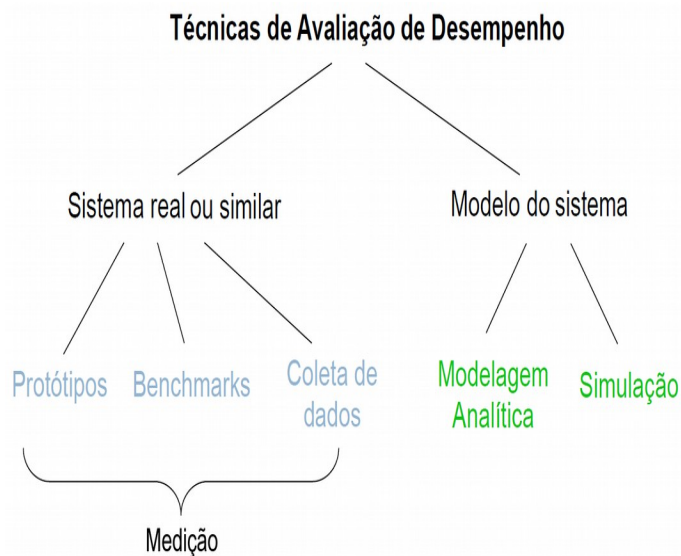 Técnicas de Avaliação de Desempenho
Sistema real ou similar
Modelo do sistema
Protótipos
Benchmarks
Coleta de
dados
Modelagem
Analítica
Simulação
Medição